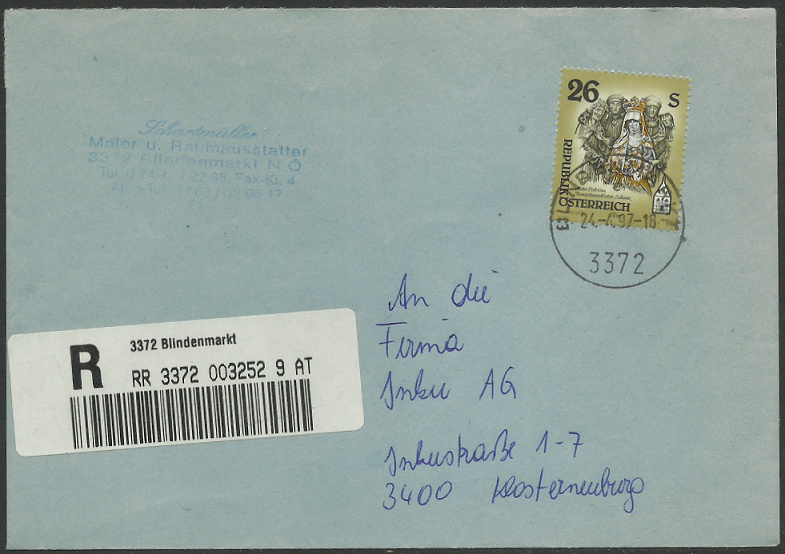 Schartmüller
Maler u. Raumausstatter
3372 Blindenmarkt N.Ö
26 S
REPUBLIK
ÖSTERREICH
24-4.97-18
3372
R
3372 Blindenmarkt
RR 3372 003252 9 AT
An die
Firma
Inku AG
Inkustraße 1-7
3400 Klosterneuburg